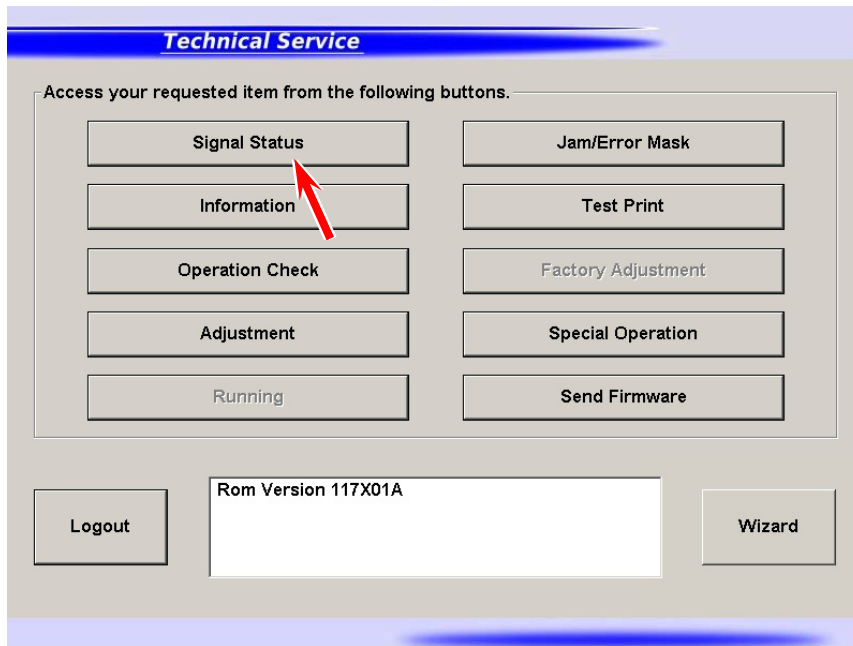 Technical Service
Access your requested item from the following buttons.
Signal Status
Jam/Error Mask
Information
Test Print
Operation Check
Factory Adjustment
Adjustment
Special Operation
Running
Send Firmware
Rom Version 117X01A
Logout
Wizard